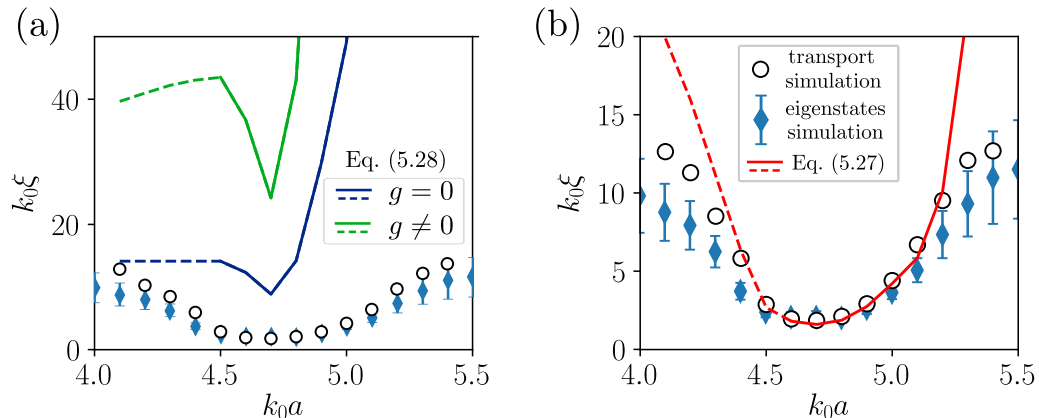 (a)
k₀ξ
40
20
0
4.0
4.5
5.0
5.5
k₀a
Eq. (5.28)
g = 0
g ≠ 0
(b)
k₀ξ
20
15
10
5
0
4.0
4.5
5.0
5.5
k₀a
transport
simulation
eigenstates
simulation
Eq. (5.27)